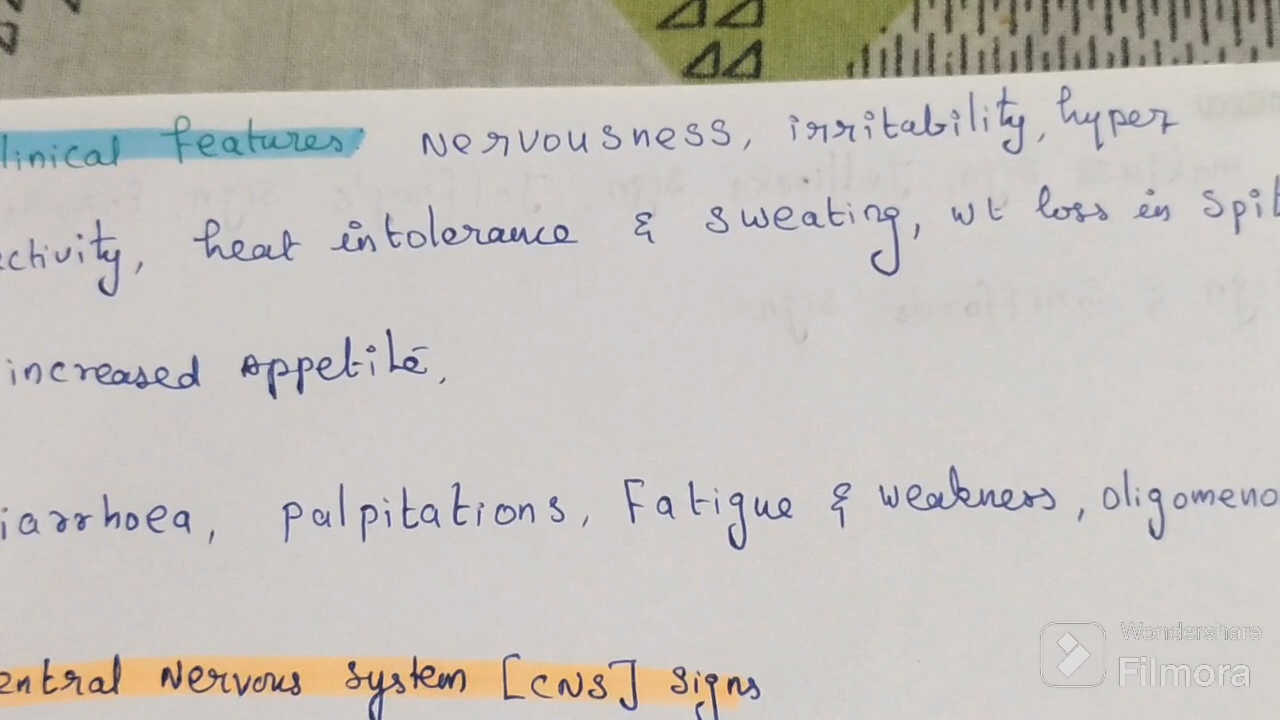 linical features Nervousness, irritability, hyper
ctivity, heat intolerance & sweating, wt loss in Spit
increased Appetite,
iarrhoea, palpitations, Fatigue & weakness, oligomeno
entral Nervous system [CNS] signs
Wondershare
Filmora